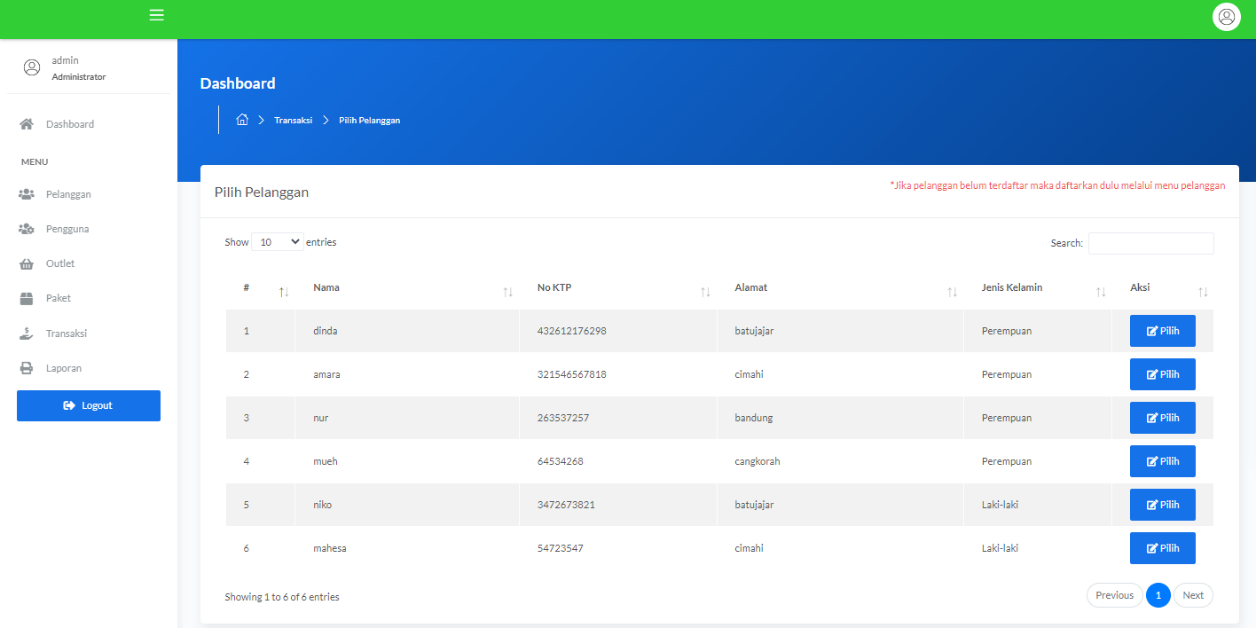 admin
Administrator
Dashboard
MENU
Pelanggan
Pengguna
Outlet
Paket
Transaksi
Laporan
Logout
Dashboard
Transaksi > Pilih Pelanggan
Pilih Pelanggan
*Jika pelanggan belum terdaftar maka daftarkan dulu melalui menu pelanggan
Show 10 entries
Search:
# Nama No KTP Alamat Jenis Kelamin Aksi
1 dinda 432612176298 batujajar Perempuan Pilih
2 amara 321546567818 cimahi Perempuan Pilih
3 nur 263537257 bandung Perempuan Pilih
4 mueh 64534268 cangkorah Perempuan Pilih
5 niko 3472673821 batujajar Laki-laki Pilih
6 mahesa 54723547 cimahi Laki-laki Pilih
Showing 1 to 6 of 6 entries
Previous 1 Next